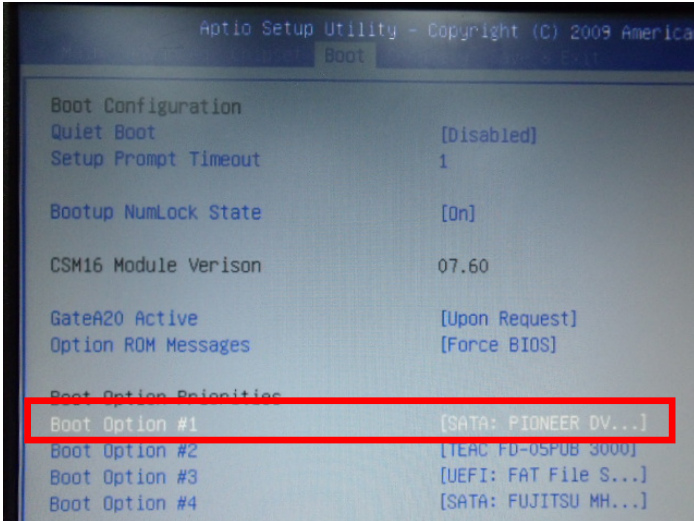 Aptio Setup Utility - Copyright (C) 2009 America
Boot
Boot Configuration
Quiet Boot [Disabled]
Setup Prompt Timeout 1
Bootup NumLock State [On]
CSM16 Module Verison 07.60
GateA20 Active [Upon Request]
Option ROM Messages [Force BIOS]
Boot Option Priorities
Boot Option #1 [SATA: PIONEER DV...]
Boot Option #2 [TEAC FD-05PUB 3000]
Boot Option #3 [UEFI: FAT File S...]
Boot Option #4 [SATA: FUJITSU MH...]